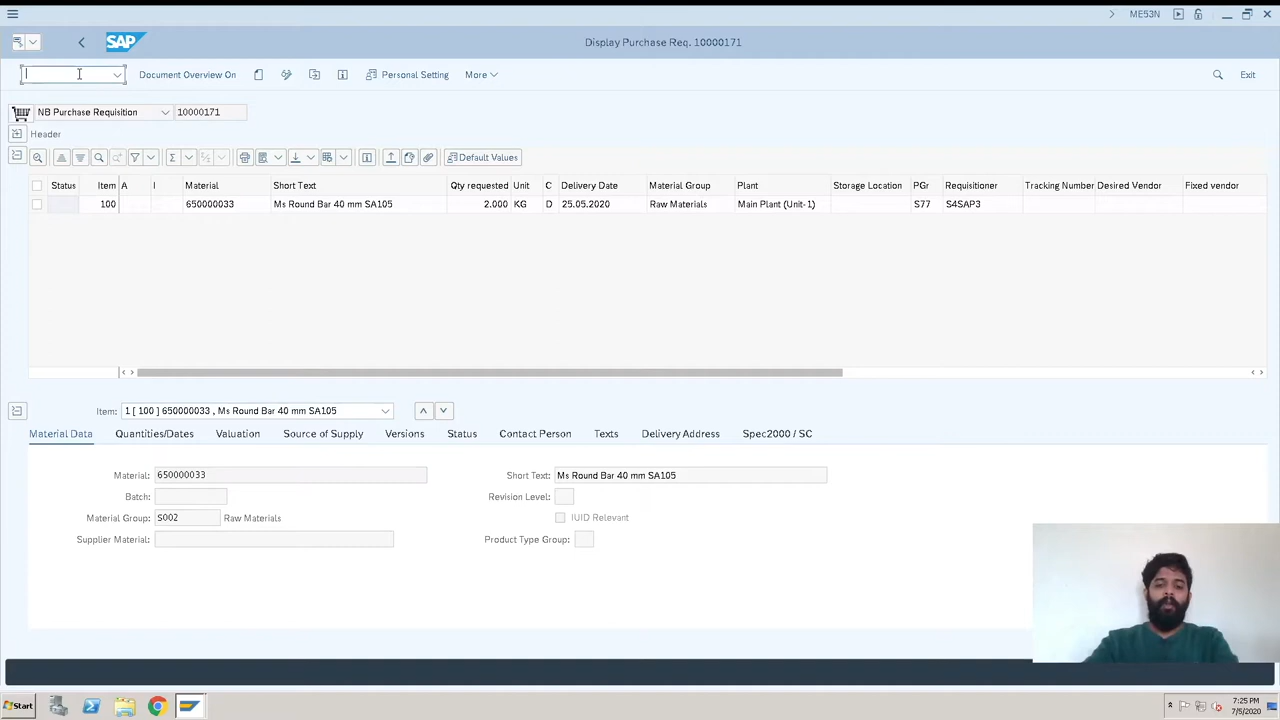 ME53N
SAP
Display Purchase Req. 10000171
Document Overview On
Personal Setting
More
Exit
NB Purchase Requisition
10000171
Header
Default Values
Status Item A I Material Short Text Qty requested Unit C Delivery Date Material Group Plant Storage Location PGr Requisitioner Tracking Number Desired Vendor Fixed vendor
100 650000033 Ms Round Bar 40 mm SA105 2.000 KG D 25.05.2020 Raw Materials Main Plant (Unit-1) S77 S4SAP3
Item: 1 [ 100 ] 650000033 , Ms Round Bar 40 mm SA105
Material Data Quantities/Dates Valuation Source of Supply Versions Status Contact Person Texts Delivery Address Spec2000 / SC
Material: 650000033 Short Text: Ms Round Bar 40 mm SA105
Batch: Revision Level:
Material Group: S002 Raw Materials IUID Relevant
Supplier Material: Product Type Group:
Start
7:25 PM
7/5/2020